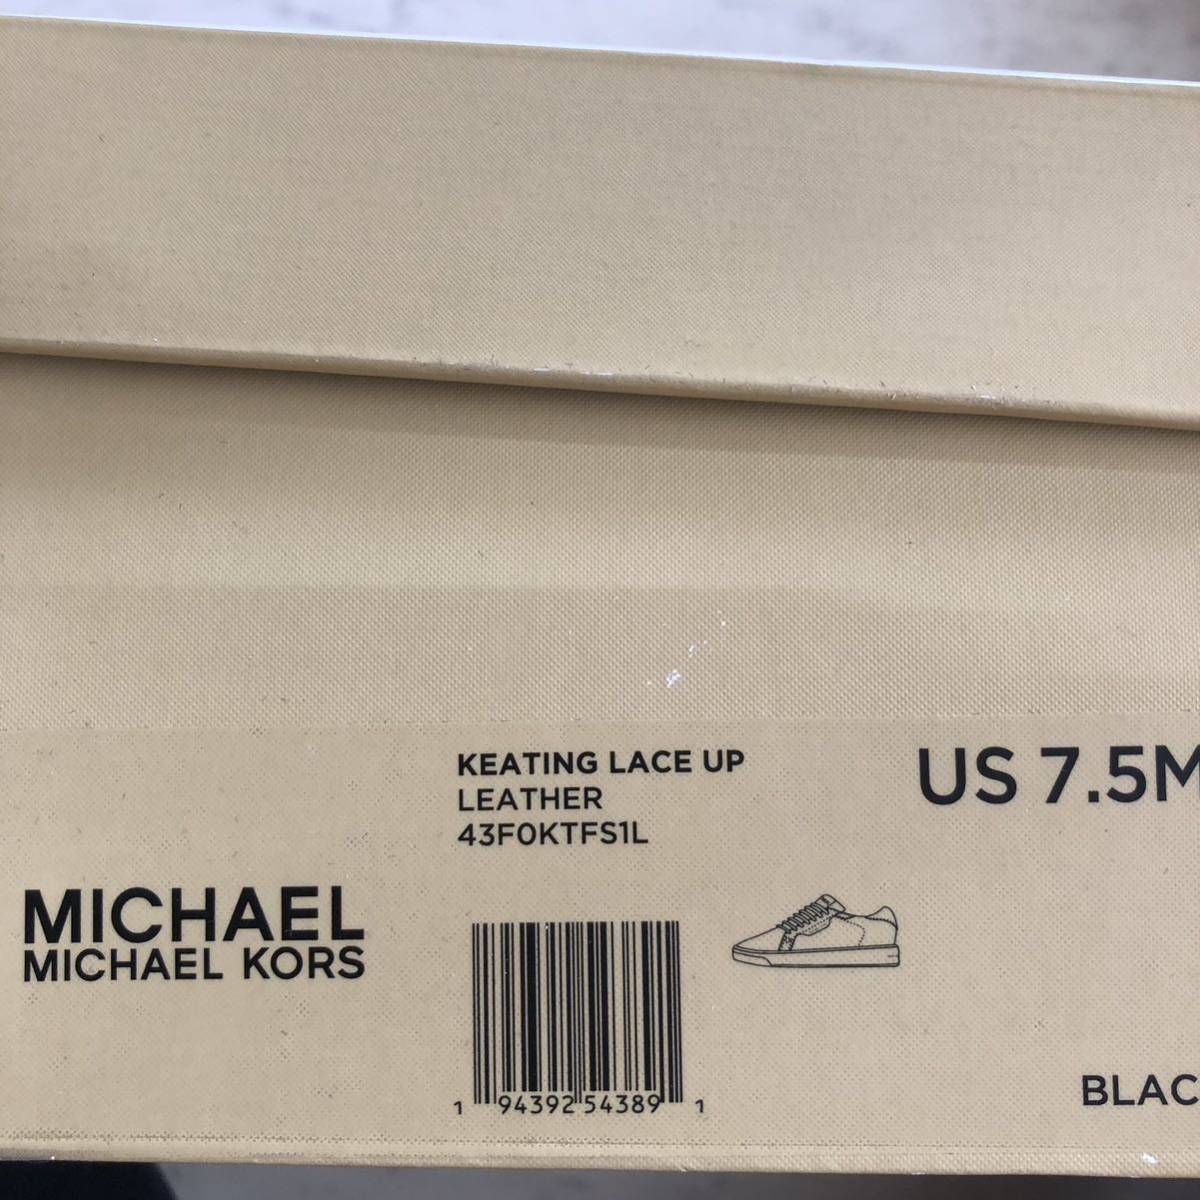 KEATING LACE UP
LEATHER
43F0KTFS1L
US 7.5M
MICHAEL
MICHAEL KORS
1 94392 54389 1
BLAC